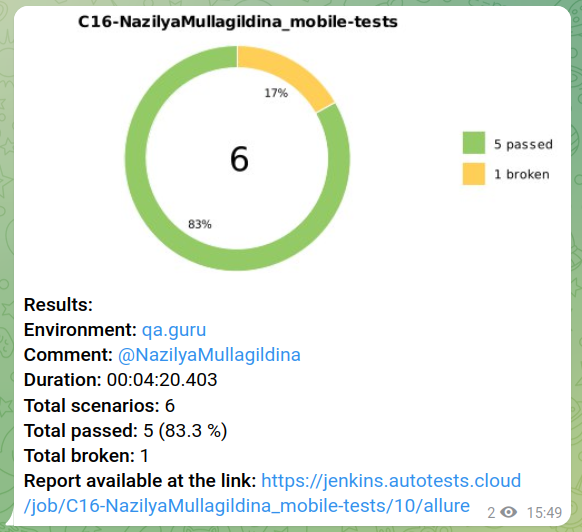 C16-NazilyaMullagildina_mobile-tests
17%
6
83%
5 passed
1 broken
Results:
Environment: qa.guru
Comment: @NazilyaMullagildina
Duration: 00:04:20.403
Total scenarios: 6
Total passed: 5 (83.3 %)
Total broken: 1
Report available at the link: https://jenkins.autotests.cloud
/job/C16-NazilyaMullagildina_mobile-tests/10/allure
2 15:49